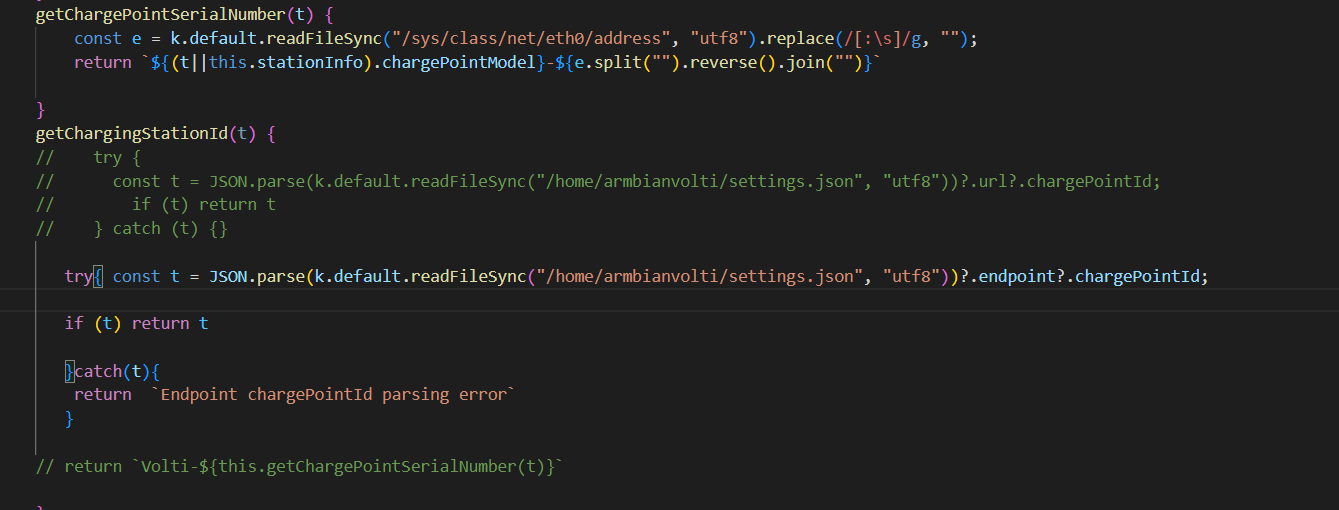 getChargePointSerialNumber(t) {
const e = k.default.readFileSync("/sys/class/net/eth0/address", "utf8").replace(/[:\s]/g, "");
return `${(t||this.stationInfo).chargePointModel}-${e.split("").reverse().join("")}`
}
getChargingStationId(t) {
// try {
// const t = JSON.parse(k.default.readFileSync("/home/armbianvolti/settings.json", "utf8"))?.url?.chargePointId;
// if (t) return t
// } catch (t) {}
try{ const t = JSON.parse(k.default.readFileSync("/home/armbianvolti/settings.json", "utf8"))?.endpoint?.chargePointId;
if (t) return t
}catch(t){
return `Endpoint chargePointId parsing error`
}
// return `Volti-${this.getChargePointSerialNumber(t)}`